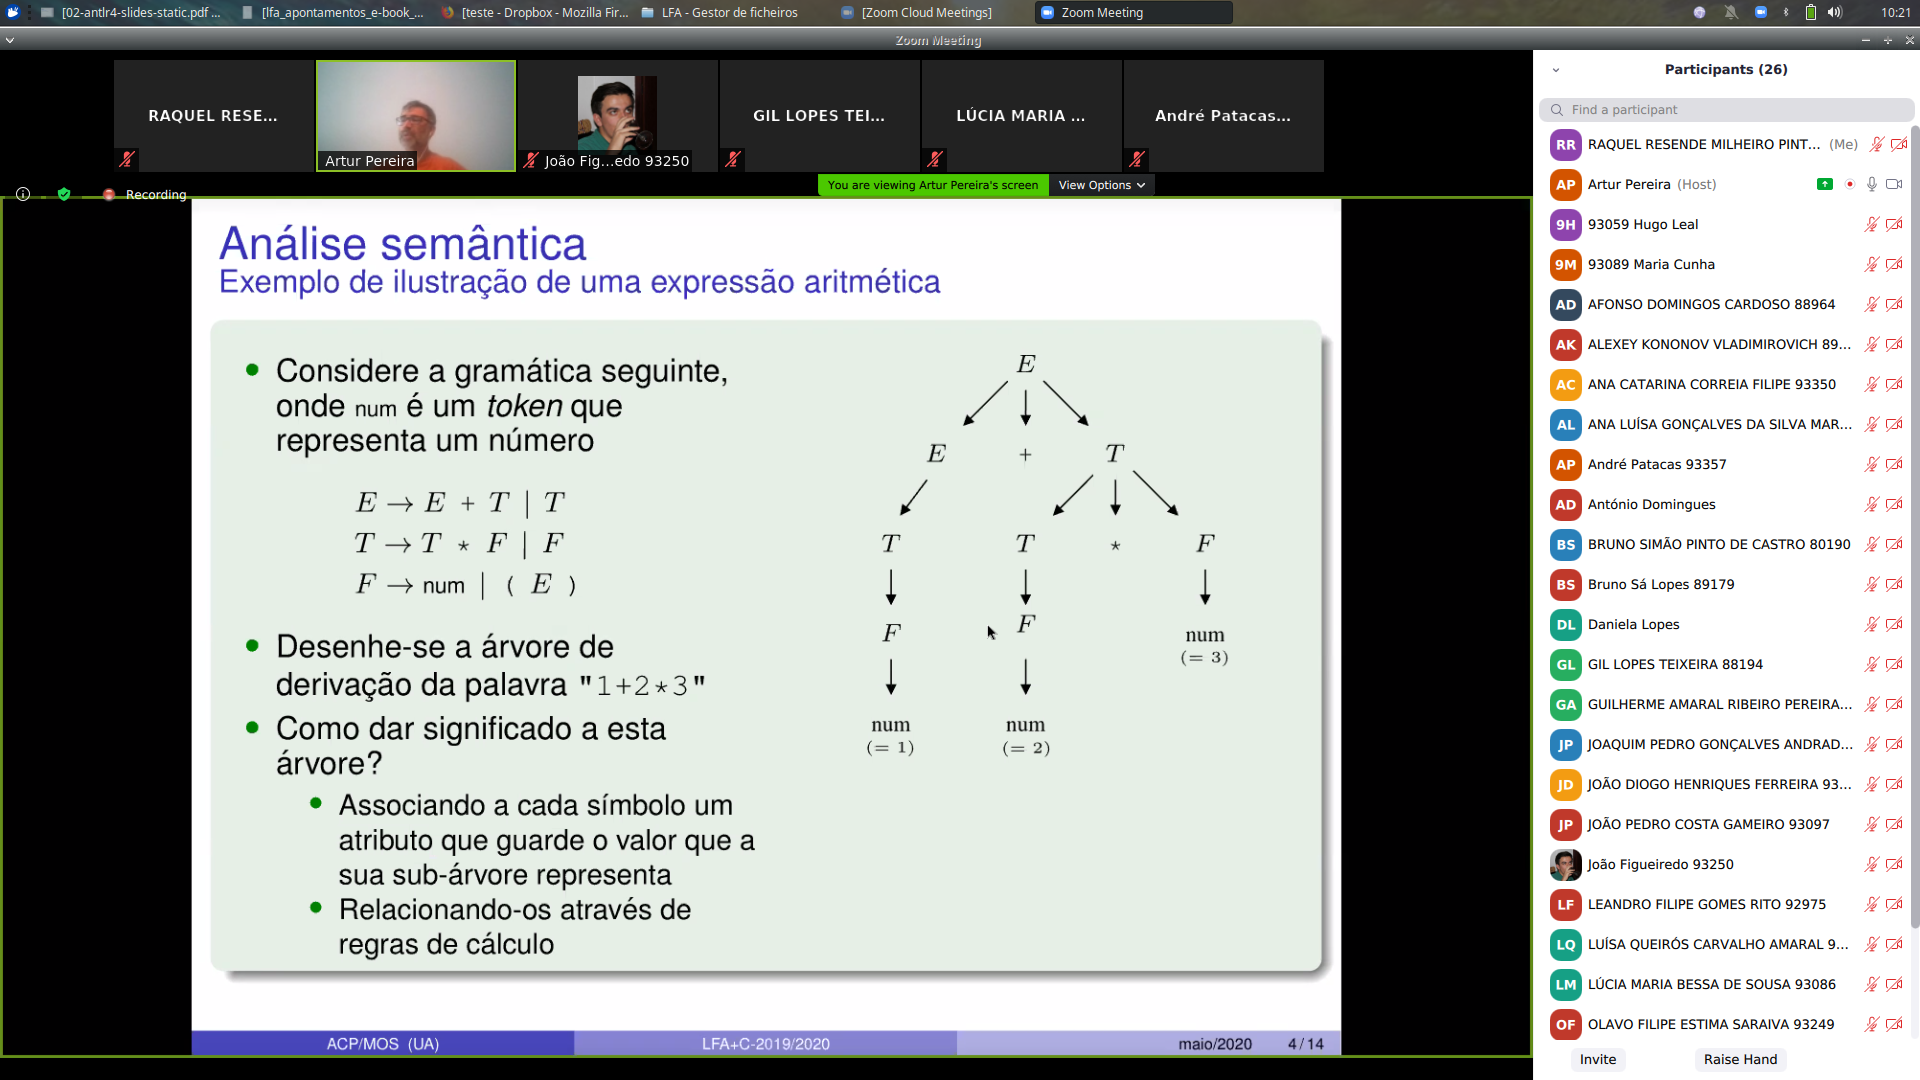 [02-antlr4-slides-static.pdf ...
[lfa_apontamentos_e-book_...
[teste - Dropbox - Mozilla Fir...
LFA - Gestor de ficheiros
[Zoom Cloud Meetings]
Zoom Meeting
10:21
Zoom Meeting
RAQUEL RESE...
Artur Pereira
João Fig...edo 93250
GIL LOPES TEI...
LÚCIA MARIA ...
André Patacas...
You are viewing Artur Pereira's screen
View Options
Recording
Análise semântica
Exemplo de ilustração de uma expressão aritmética
Considere a gramática seguinte,
onde num é um token que
representa um número
E → E + T | T
T → T * F | F
F → num | ( E )
Desenhe-se a árvore de
derivação da palavra "1+2*3"
Como dar significado a esta
árvore?
Associando a cada símbolo um
atributo que guarde o valor que a
sua sub-árvore representa
Relacionando-os através de
regras de cálculo
E
E + T
T T * F
F F num
(= 3)
num num
(= 1) (= 2)
ACP/MOS (UA)
LFA+C-2019/2020
maio/2020 4/14
Participants (26)
Find a participant
RR RAQUEL RESENDE MILHEIRO PINT... (Me)
AP Artur Pereira (Host)
9H 93059 Hugo Leal
9M 93089 Maria Cunha
AD AFONSO DOMINGOS CARDOSO 88964
AK ALEXEY KONONOV VLADIMIROVICH 89...
AC ANA CATARINA CORREIA FILIPE 93350
AL ANA LUÍSA GONÇALVES DA SILVA MAR...
AP André Patacas 93357
AD António Domingues
BS BRUNO SIMÃO PINTO DE CASTRO 80190
BS Bruno Sá Lopes 89179
DL Daniela Lopes
GL GIL LOPES TEIXEIRA 88194
GA GUILHERME AMARAL RIBEIRO PEREIRA...
JP JOAQUIM PEDRO GONÇALVES ANDRAD...
JD JOÃO DIOGO HENRIQUES FERREIRA 93...
JP JOÃO PEDRO COSTA GAMEIRO 93097
João Figueiredo 93250
LF LEANDRO FILIPE GOMES RITO 92975
LQ LUÍSA QUEIRÓS CARVALHO AMARAL 9...
LM LÚCIA MARIA BESSA DE SOUSA 93086
OF OLAVO FILIPE ESTIMA SARAIVA 93249
Invite
Raise Hand